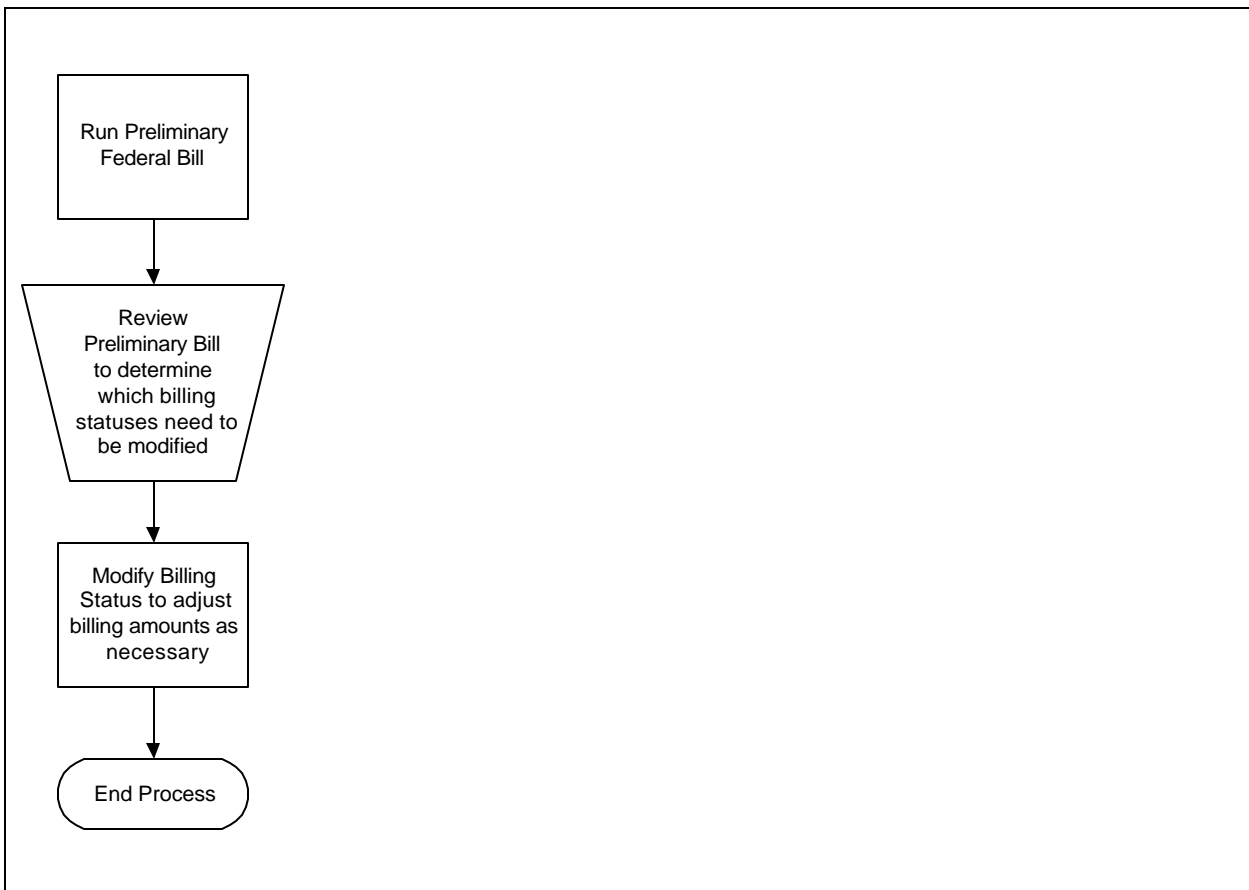 Run Preliminary
Federal Bill
Review
Preliminary Bill
to determine
which billing
statuses need to
be modified
Modify Billing
Status to adjust
billing amounts as
necessary
End Process